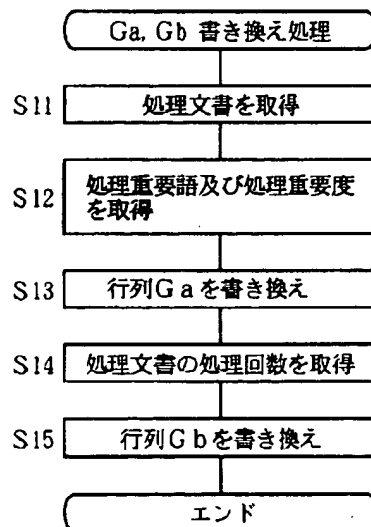 Ga, Gb 書き換え処理
S11 処理文書を取得
S12 処理重要語及び処理重要度
を取得
S13 行列Gaを書き換え
S14 処理文書の処理回数を取得
S15 行列Gbを書き換え
エンド